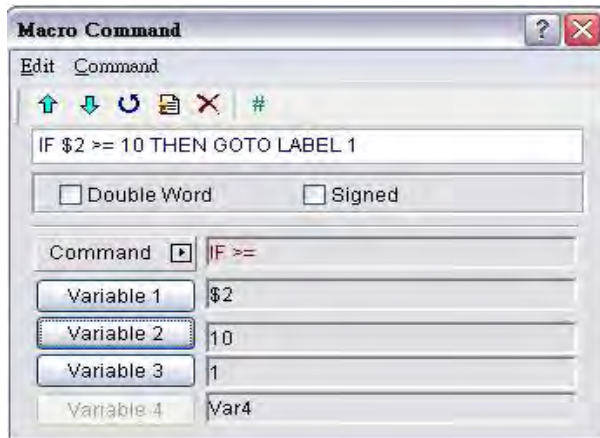 Macro Command
Edit Command
#
IF $2 >= 10 THEN GOTO LABEL 1
Double Word Signed
Command IF >=
Variable 1 $2
Variable 2 10
Variable 3 1
Variable 4 Var4